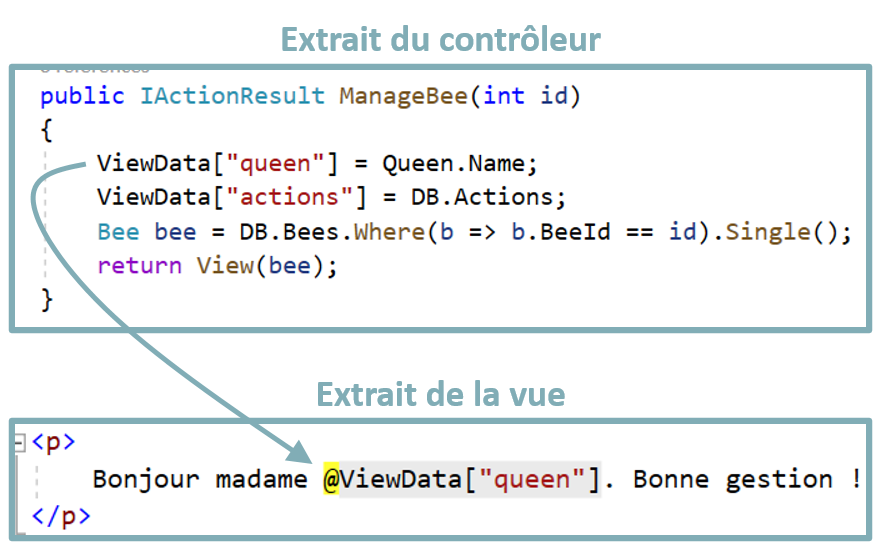 Extrait du contrôleur
public IActionResult ManageBee(int id)
{
ViewData["queen"] = Queen.Name;
ViewData["actions"] = DB.Actions;
Bee bee = DB.Bees.Where(b => b.BeeId == id).Single();
return View(bee);
}
Extrait de la vue
<p>
Bonjour madame @ViewData["queen"]. Bonne gestion !
</p>